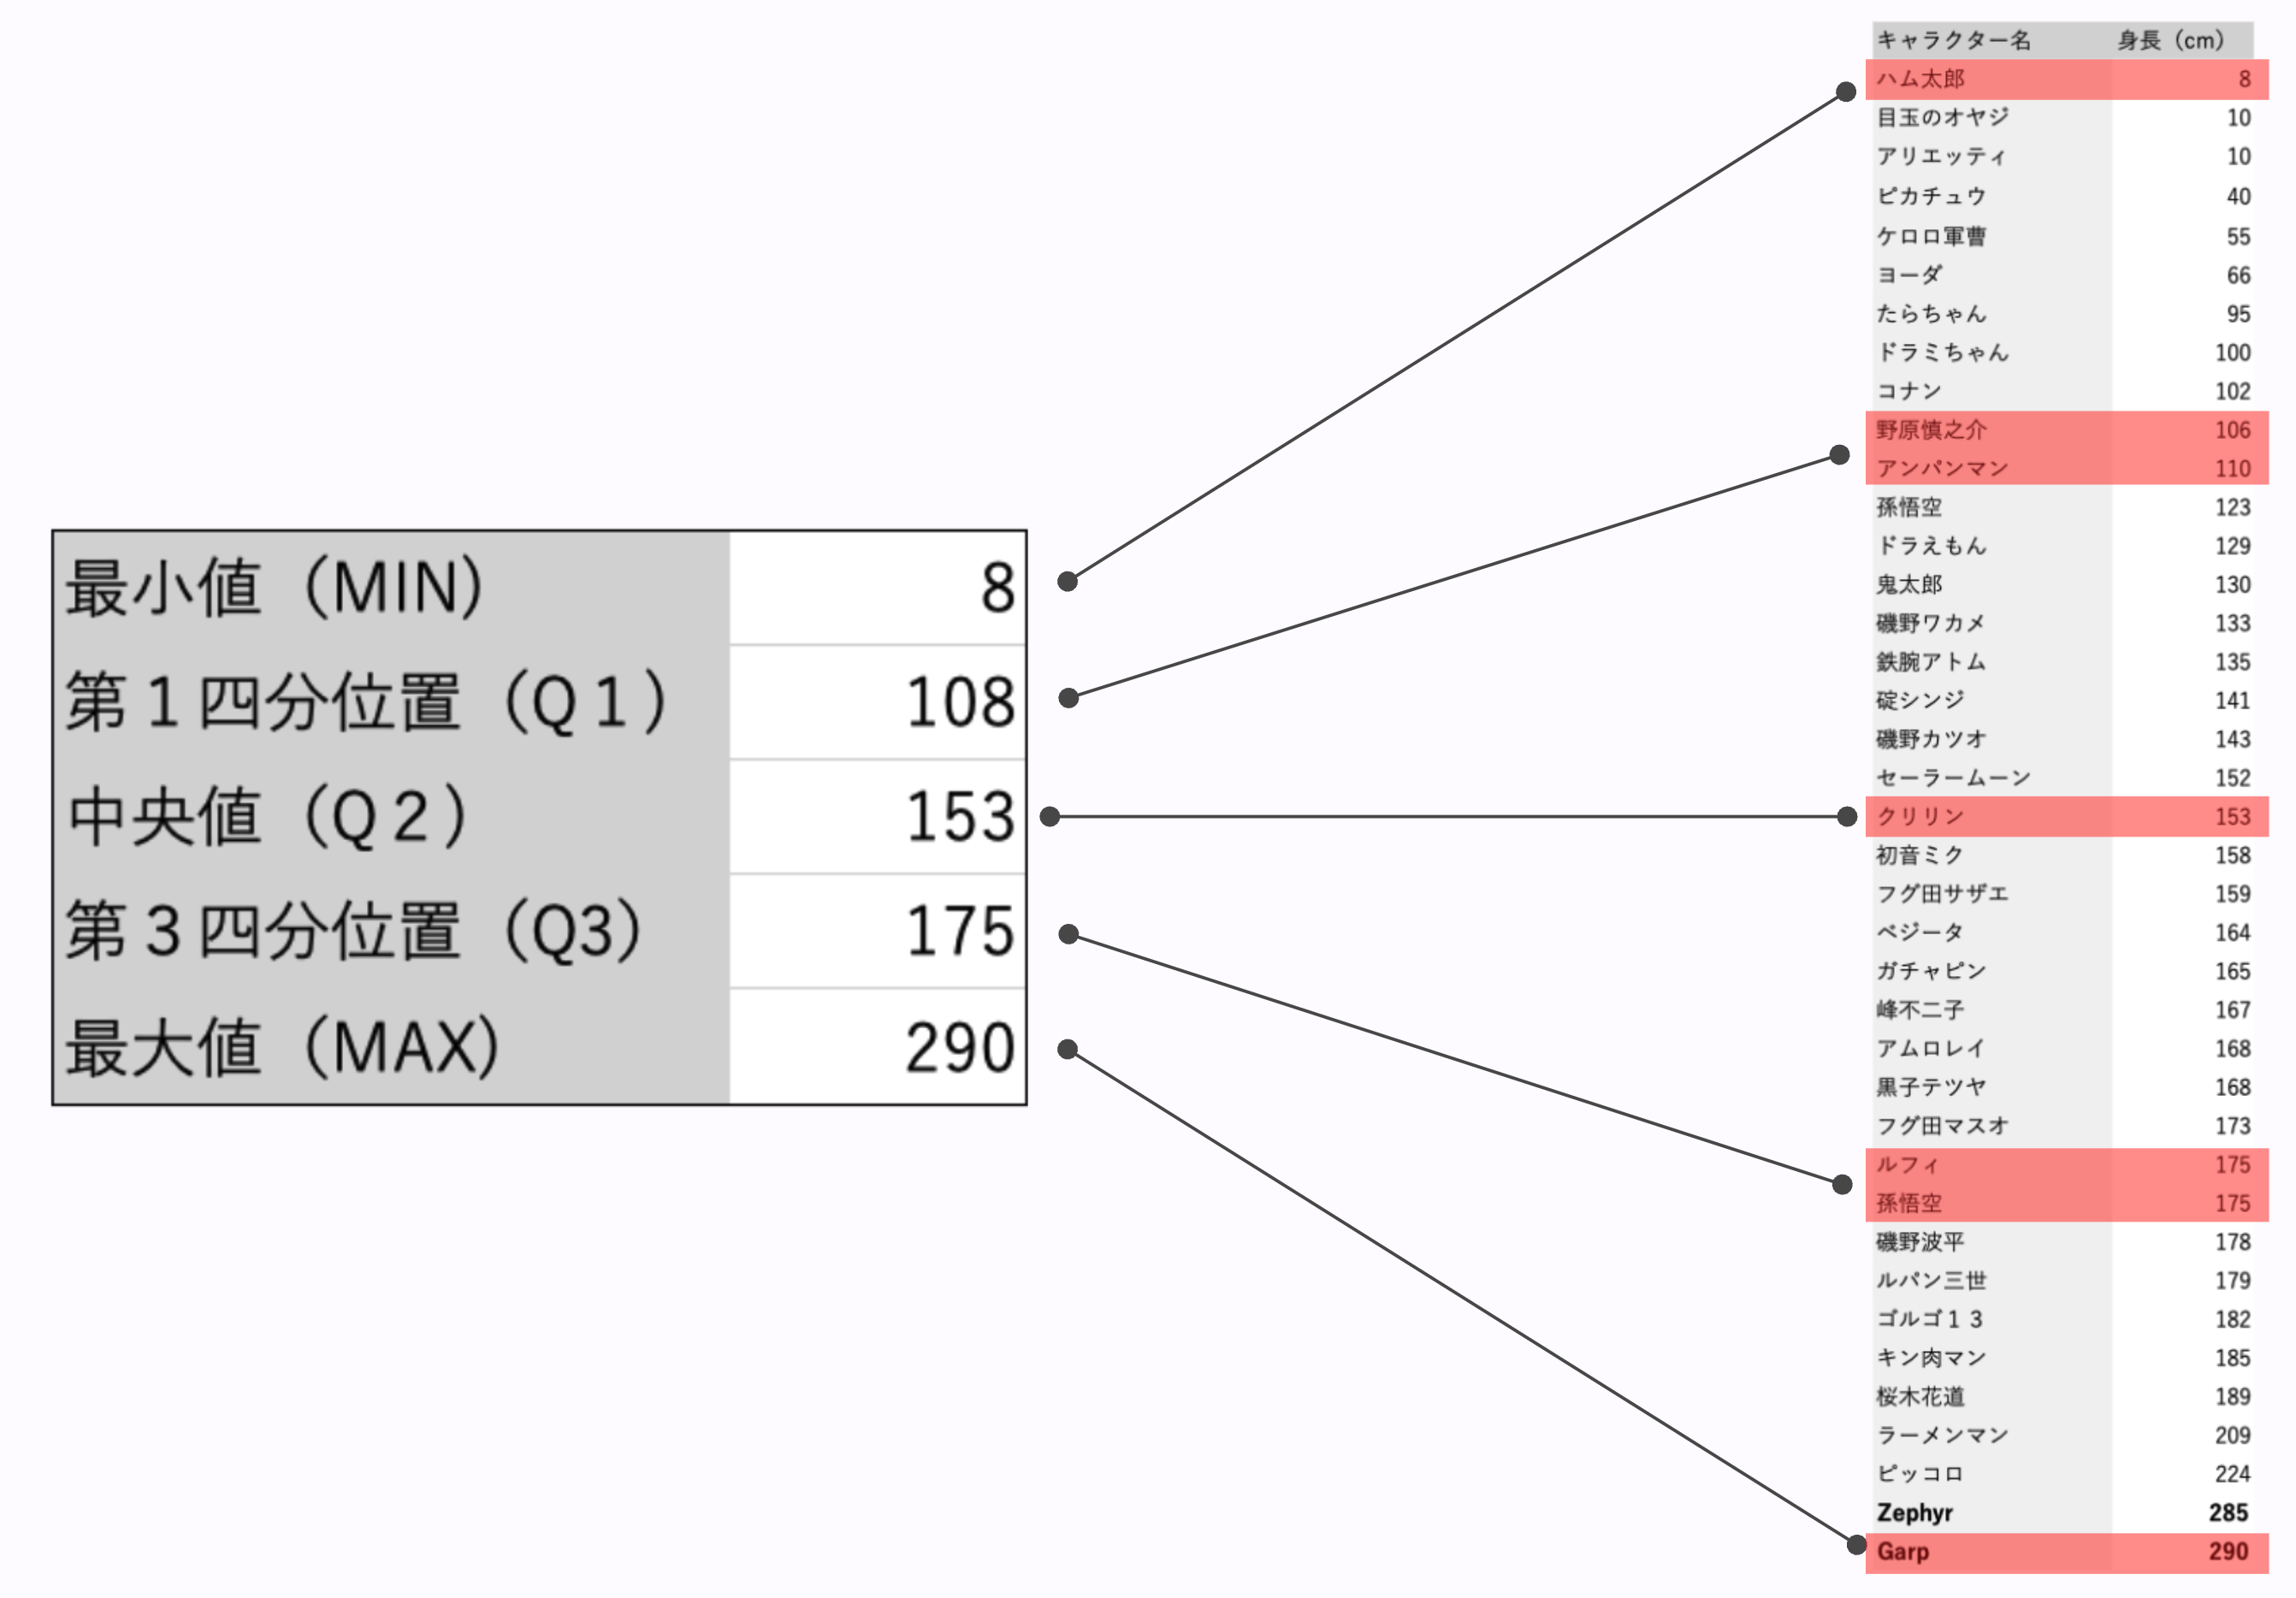 最小値（MIN） 8
第１四分位置（Q１） 108
中央値（Q２） 153
第３四分位置（Q3） 175
最大値（MAX） 290
キャラクター名 身長（cm）
ハム太郎 8
目玉のオヤジ 10
アリエッティ 10
ピカチュウ 40
ケロロ軍曹 55
ヨーダ 66
たらちゃん 95
ドラミちゃん 100
コナン 102
野原慎之介 106
アンパンマン 110
孫悟空 123
ドラえもん 129
鬼太郎 130
磯野ワカメ 133
鉄腕アトム 135
碇シンジ 141
磯野カツオ 143
セーラームーン 152
クリリン 153
初音ミク 158
フグ田サザエ 159
ベジータ 164
ガチャピン 165
峰不二子 167
アムロレイ 168
黒子テツヤ 168
フグ田マスオ 173
ルフィ 175
孫悟空 175
磯野波平 178
ルパン三世 179
ゴルゴ１３ 182
キン肉マン 185
桜木花道 189
ラーメンマン 209
ピッコロ 224
Zephyr 285
Garp 290